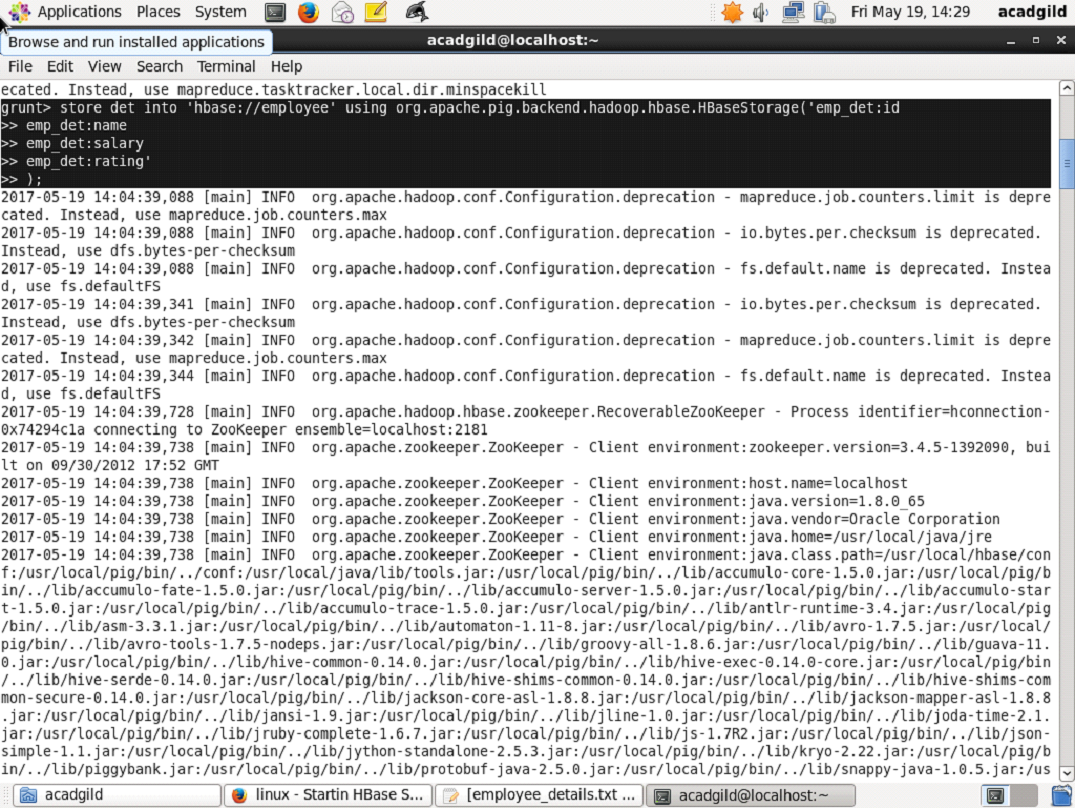 Applications Places System Fri May 19, 14:29 acadgild
Browse and run installed applications acadgild@localhost:~
File Edit View Search Terminal Help
ecated. Instead, use mapreduce.tasktracker.local.dir.minspacekill
grunt> store det into 'hbase://employee' using org.apache.pig.backend.hadoop.hbase.HBaseStorage('emp_det:id
>> emp_det:name
>> emp_det:salary
>> emp_det:rating'
>> );
2017-05-19 14:04:39,088 [main] INFO  org.apache.hadoop.conf.Configuration.deprecation - mapreduce.job.counters.limit is depre
cated. Instead, use mapreduce.job.counters.max
2017-05-19 14:04:39,088 [main] INFO  org.apache.hadoop.conf.Configuration.deprecation - io.bytes.per.checksum is deprecated.
Instead, use dfs.bytes-per-checksum
2017-05-19 14:04:39,088 [main] INFO  org.apache.hadoop.conf.Configuration.deprecation - fs.default.name is deprecated. Instea
d, use fs.defaultFS
2017-05-19 14:04:39,341 [main] INFO  org.apache.hadoop.conf.Configuration.deprecation - io.bytes.per.checksum is deprecated.
Instead, use dfs.bytes-per-checksum
2017-05-19 14:04:39,342 [main] INFO  org.apache.hadoop.conf.Configuration.deprecation - mapreduce.job.counters.limit is depre
cated. Instead, use mapreduce.job.counters.max
2017-05-19 14:04:39,344 [main] INFO  org.apache.hadoop.conf.Configuration.deprecation - fs.default.name is deprecated. Instea
d, use fs.defaultFS
2017-05-19 14:04:39,728 [main] INFO  org.apache.hadoop.hbase.zookeeper.RecoverableZooKeeper - Process identifier=hconnection-
0x74294c1a connecting to ZooKeeper ensemble=localhost:2181
2017-05-19 14:04:39,738 [main] INFO  org.apache.zookeeper.ZooKeeper - Client environment:zookeeper.version=3.4.5-1392090, bui
lt on 09/30/2012 17:52 GMT
2017-05-19 14:04:39,738 [main] INFO  org.apache.zookeeper.ZooKeeper - Client environment:host.name=localhost
2017-05-19 14:04:39,738 [main] INFO  org.apache.zookeeper.ZooKeeper - Client environment:java.version=1.8.0_65
2017-05-19 14:04:39,738 [main] INFO  org.apache.zookeeper.ZooKeeper - Client environment:java.vendor=Oracle Corporation
2017-05-19 14:04:39,738 [main] INFO  org.apache.zookeeper.ZooKeeper - Client environment:java.home=/usr/local/java/jre
2017-05-19 14:04:39,738 [main] INFO  org.apache.zookeeper.ZooKeeper - Client environment:java.class.path=/usr/local/hbase/con
f:/usr/local/pig/bin/../conf:/usr/local/java/lib/tools.jar:/usr/local/pig/bin/../lib/accumulo-core-1.5.0.jar:/usr/local/pig/b
in/../lib/accumulo-fate-1.5.0.jar:/usr/local/pig/bin/../lib/accumulo-server-1.5.0.jar:/usr/local/pig/bin/../lib/accumulo-star
t-1.5.0.jar:/usr/local/pig/bin/../lib/accumulo-trace-1.5.0.jar:/usr/local/pig/bin/../lib/antlr-runtime-3.4.jar:/usr/local/pig
/bin/../lib/asm-3.3.1.jar:/usr/local/pig/bin/../lib/automaton-1.11-8.jar:/usr/local/pig/bin/../lib/avro-1.7.5.jar:/usr/local/
pig/bin/../lib/avro-tools-1.7.5-nodeps.jar:/usr/local/pig/bin/../lib/groovy-all-1.8.6.jar:/usr/local/pig/bin/../lib/guava-11.
0.jar:/usr/local/pig/bin/../lib/hive-common-0.14.0.jar:/usr/local/pig/bin/../lib/hive-exec-0.14.0-core.jar:/usr/local/pig/bin
/../lib/hive-serde-0.14.0.jar:/usr/local/pig/bin/../lib/hive-shims-common-0.14.0.jar:/usr/local/pig/bin/../lib/hive-shims-com
mon-secure-0.14.0.jar:/usr/local/pig/bin/../lib/jackson-core-asl-1.8.8.jar:/usr/local/pig/bin/../lib/jackson-mapper-asl-1.8.8
.jar:/usr/local/pig/bin/../lib/jansi-1.9.jar:/usr/local/pig/bin/../lib/jline-1.0.jar:/usr/local/pig/bin/../lib/joda-time-2.1.
jar:/usr/local/pig/bin/../lib/jruby-complete-1.6.7.jar:/usr/local/pig/bin/../lib/js-1.7R2.jar:/usr/local/pig/bin/../lib/json-
simple-1.1.jar:/usr/local/pig/bin/../lib/jython-standalone-2.5.3.jar:/usr/local/pig/bin/../lib/kryo-2.22.jar:/usr/local/pig/b
in/../lib/piggybank.jar:/usr/local/pig/bin/../lib/protobuf-java-2.5.0.jar:/usr/local/pig/bin/../lib/snappy-java-1.0.5.jar:/us
acadgild linux - Startin HBase S... [employee_details.txt ... acadgild@localhost:~